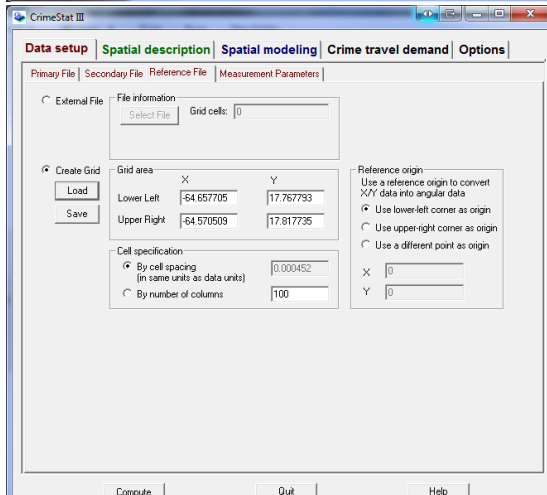 CrimeStat III
Data setup Spatial description Spatial modeling Crime travel demand Options
Primary File Secondary File Reference File Measurement Parameters
External File
File information
Select File Grid cells: 0
Create Grid
Load
Save
Grid area
X Y
Lower Left -64.657705 17.767793
Upper Right -64.570509 17.817735
Cell specification
By cell spacing 0.000452
(in same units as data units)
By number of columns 100
Reference origin
Use a reference origin to convert
X/Y data into angular data
Use lower-left corner as origin
Use upper-right corner as origin
Use a different point as origin
X 0
Y 0
Compute Quit Help